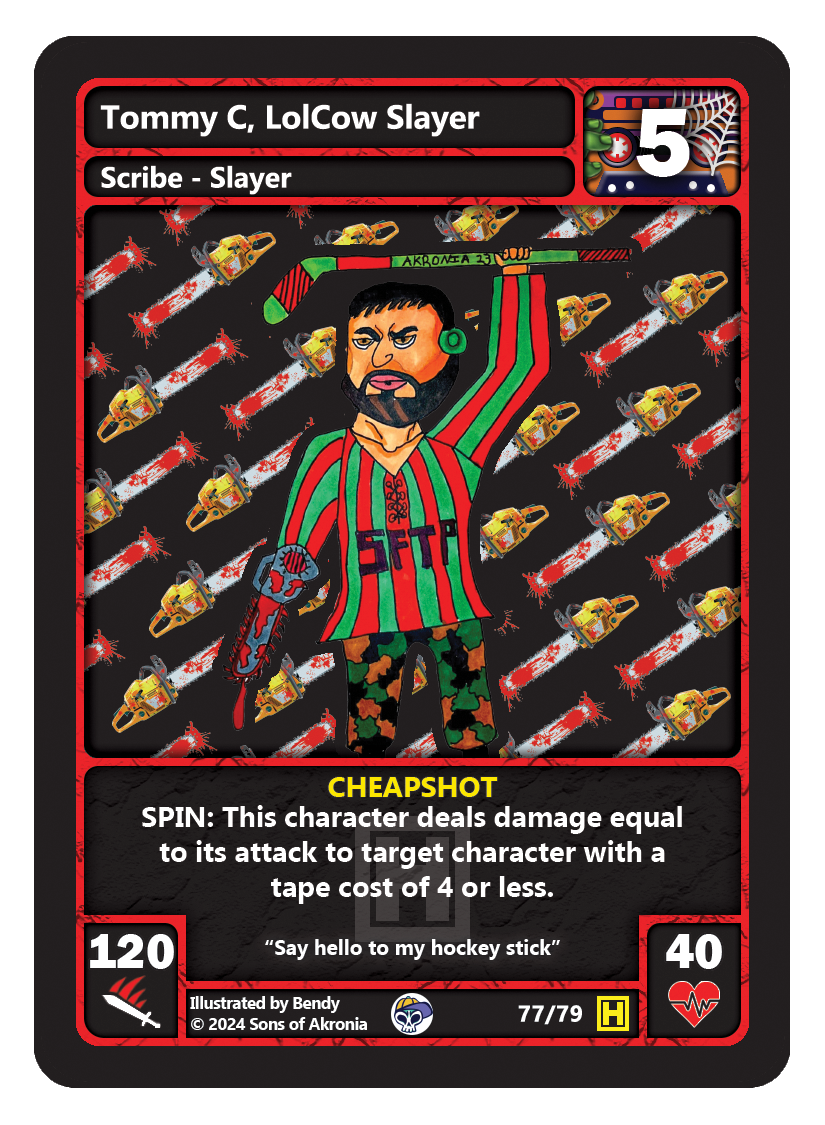 Tommy C, LolCow Slayer
5
Scribe - Slayer
AKRONIA 23
SFTP
CHEAPSHOT
SPIN: This character deals damage equal
to its attack to target character with a
tape cost of 4 or less.
120
“Say hello to my hockey stick”
40
Illustrated by Bendy
© 2024 Sons of Akronia
77/79
H